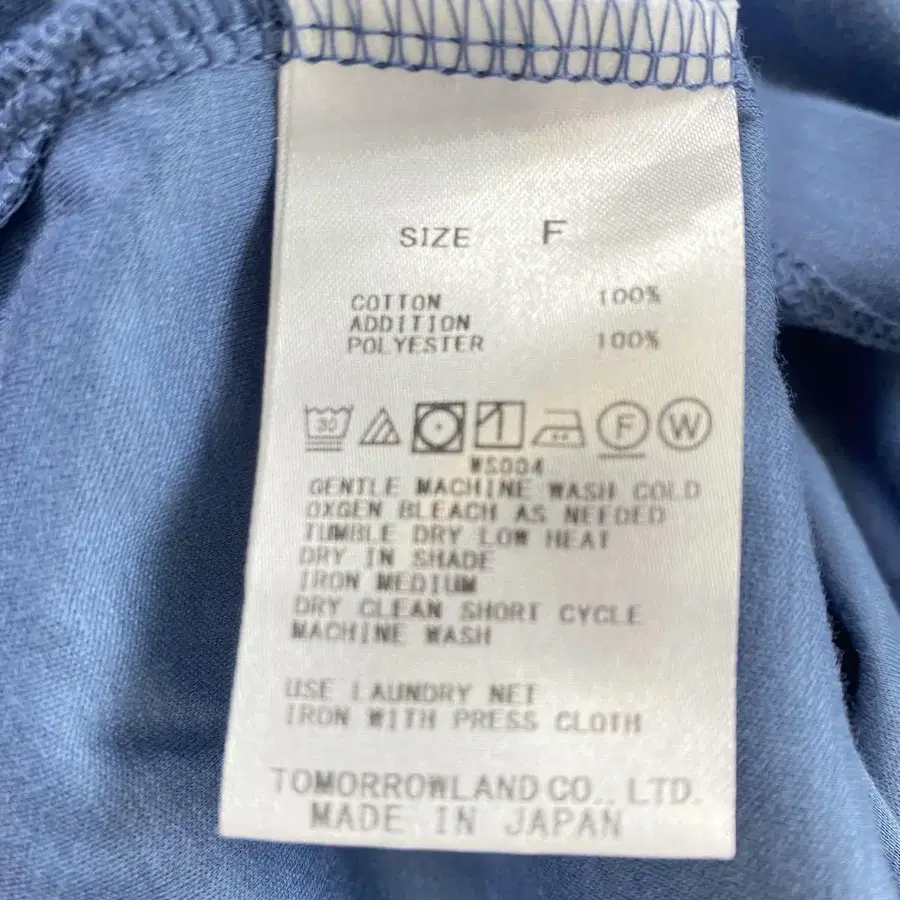 SIZE F
COTTON 100%
ADDITION
POLYESTER 100%
30 F W
WS004
GENTLE MACHINE WASH COLD
OXGEN BLEACH AS NEEDED
TUMBLE DRY LOW HEAT
DRY IN SHADE
IRON MEDIUM
DRY CLEAN SHORT CYCLE
MACHINE WASH
USE LAUNDRY NET
IRON WITH PRESS CLOTH
TOMORROWLAND CO., LTD.
MADE IN JAPAN